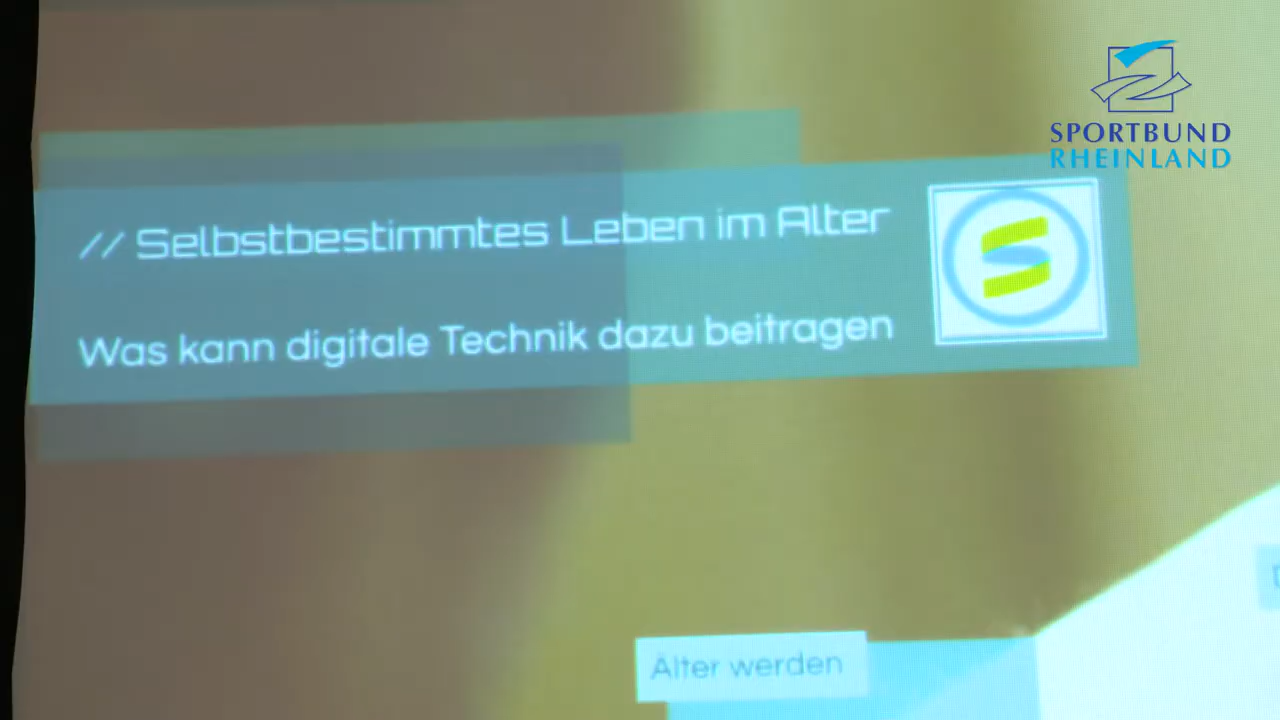 SPORTBUND
RHEINLAND
// Selbstbestimmtes Leben im Alter
Was kann digitale Technik dazu beitragen
Älter werden